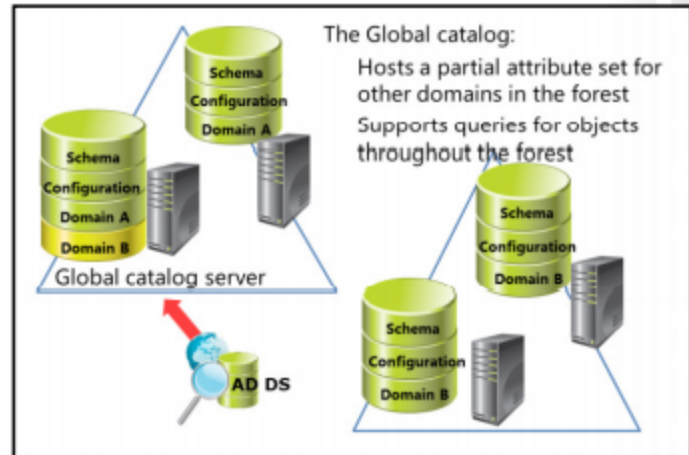 The Global catalog:
Hosts a partial attribute set for
other domains in the forest
Supports queries for objects
throughout the forest
Schema
Configuration
Domain A
Schema
Configuration
Domain A
Domain B
Global catalog server
AD DS
Schema
Configuration
Domain B
Schema
Configuration
Domain B